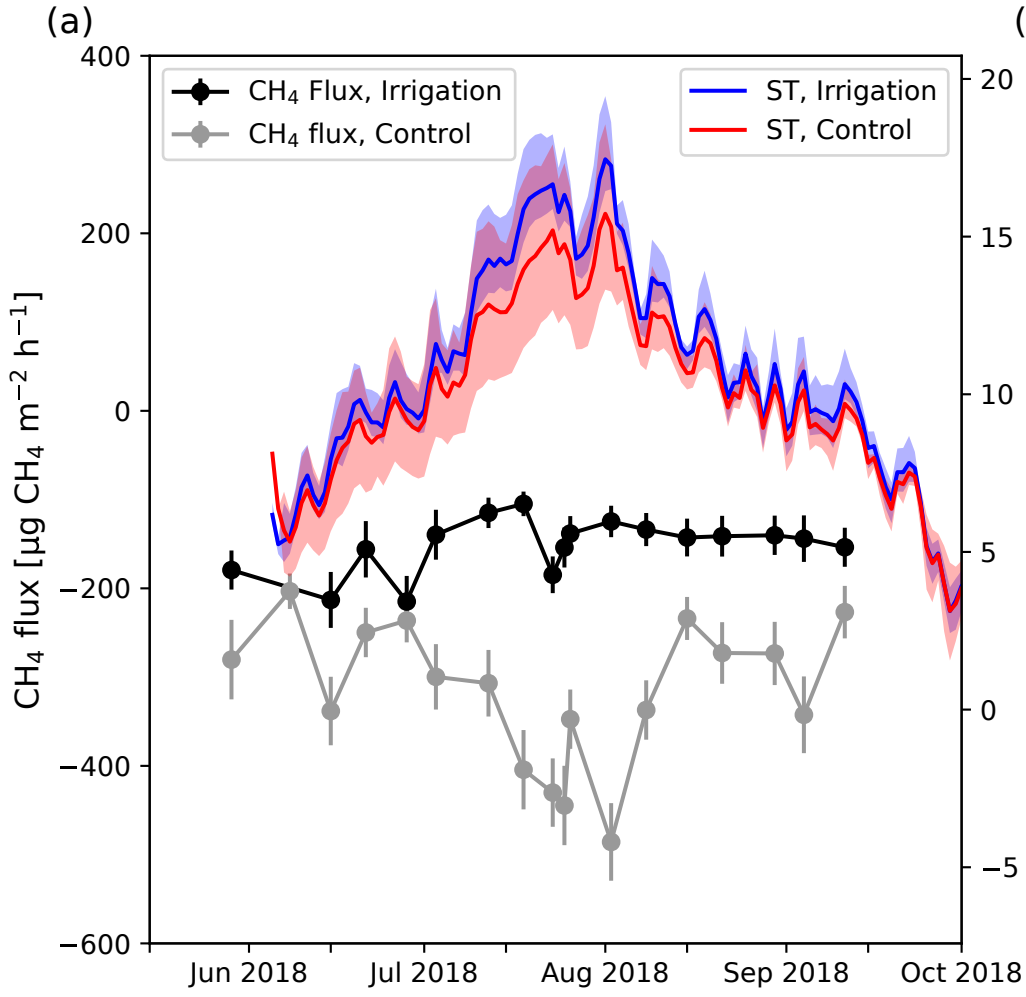 (a)
(
CH₄ Flux, Irrigation
CH₄ flux, Control
ST, Irrigation
ST, Control
CH₄ flux [µg CH₄ m⁻² h⁻¹]
400
200
0
−200
−400
−600
20
15
10
5
0
−5
Jun 2018
Jul 2018
Aug 2018
Sep 2018
Oct 2018